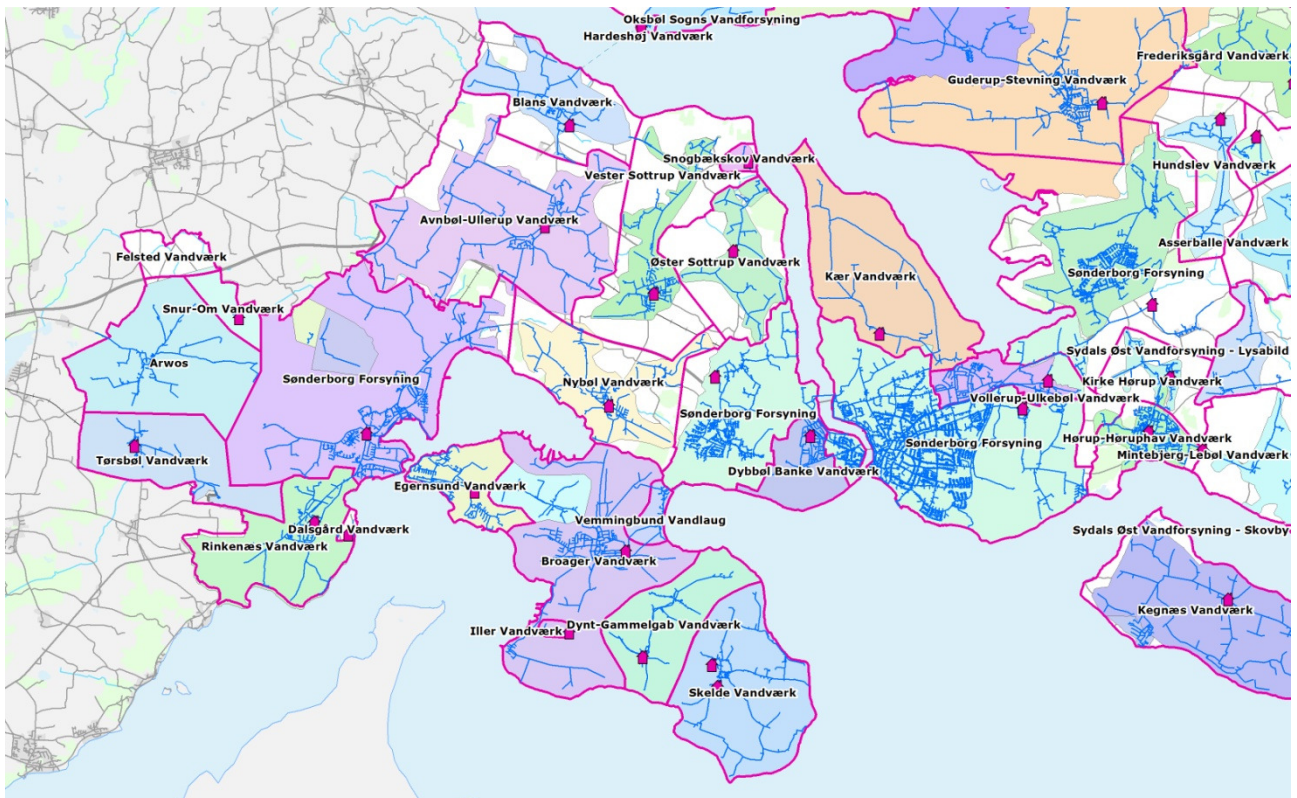 Oksbøl Sogns Vandforsyning
Hardeshøj Vandværk
Frederiksgård Vandværk
Guderup-Stevning Vandværk
Blans Vandværk
Snogbækskov Vandværk
Vester Sottrup Vandværk
Hundslev Vandværk
Avnbøl-Ullerup Vandværk
Asserballe Vandværk
Felsted Vandværk
Øster Sottrup Vandværk
Kær Vandværk
Sønderborg Forsyning
Snur-Om Vandværk
Sydals Øst Vandforsyning - Lysabild
Arwos
Sønderborg Forsyning
Nybøl Vandværk
Kirke Hørup Vandværk
Vollerup-Ulkebøl Vandværk
Sønderborg Forsyning
Sønderborg Forsyning
Hørup-Høruphav Vandværk
Tørsbøl Vandværk
Mintebjerg-Lebøl Vandværk
Dybbøl Banke Vandværk
Egernsund Vandværk
Vemmingbund Vandlaug
Dalsgård Vandværk
Sydals Øst Vandforsyning - Skovby
Rinkenæs Vandværk
Broager Vandværk
Kegnæs Vandværk
Iller Vandværk
Dynt-Gammelgab Vandværk
Skelde Vandværk